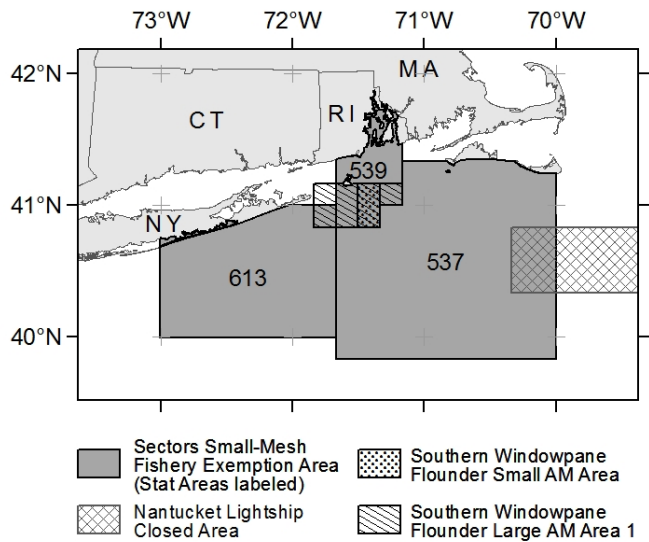 73°W 72°W 71°W 70°W
42°N
MA
CT
RI
539
41°N
NY
613
537
40°N
Sectors Small-Mesh
Fishery Exemption Area
(Stat Areas labeled)
Nantucket Lightship
Closed Area
Southern Windowpane
Flounder Small AM Area
Southern Windowpane
Flounder Large AM Area 1